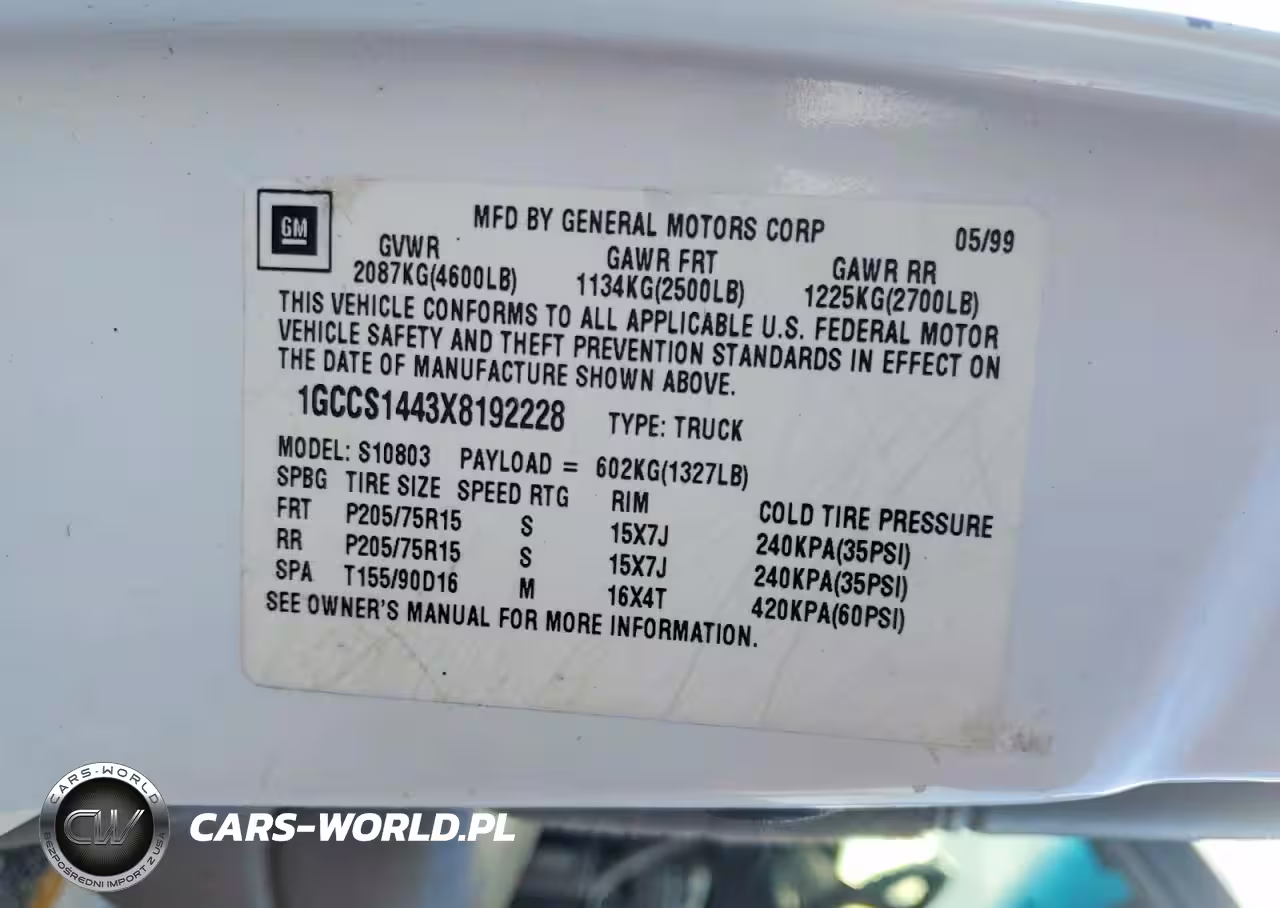 GM
MFD BY GENERAL MOTORS CORP 05/99
GVWR GAWR FRT GAWR RR
2087KG(4600LB) 1134KG(2500LB) 1225KG(2700LB)
THIS VEHICLE CONFORMS TO ALL APPLICABLE U.S. FEDERAL MOTOR
VEHICLE SAFETY AND THEFT PREVENTION STANDARDS IN EFFECT ON
THE DATE OF MANUFACTURE SHOWN ABOVE.
1GCCS1443X8192228 TYPE: TRUCK
MODEL: S10803 PAYLOAD = 602KG(1327LB)
SPBG TIRE SIZE SPEED RTG RIM COLD TIRE PRESSURE
FRT P205/75R15 S 15X7J 240KPA(35PSI)
RR P205/75R15 S 15X7J 240KPA(35PSI)
SPA T155/90D16 M 16X4T 420KPA(60PSI)
SEE OWNER'S MANUAL FOR MORE INFORMATION.
CARS-WORLD
CW
BEZPOŚREDNI IMPORT Z USA
CARS-WORLD.PL